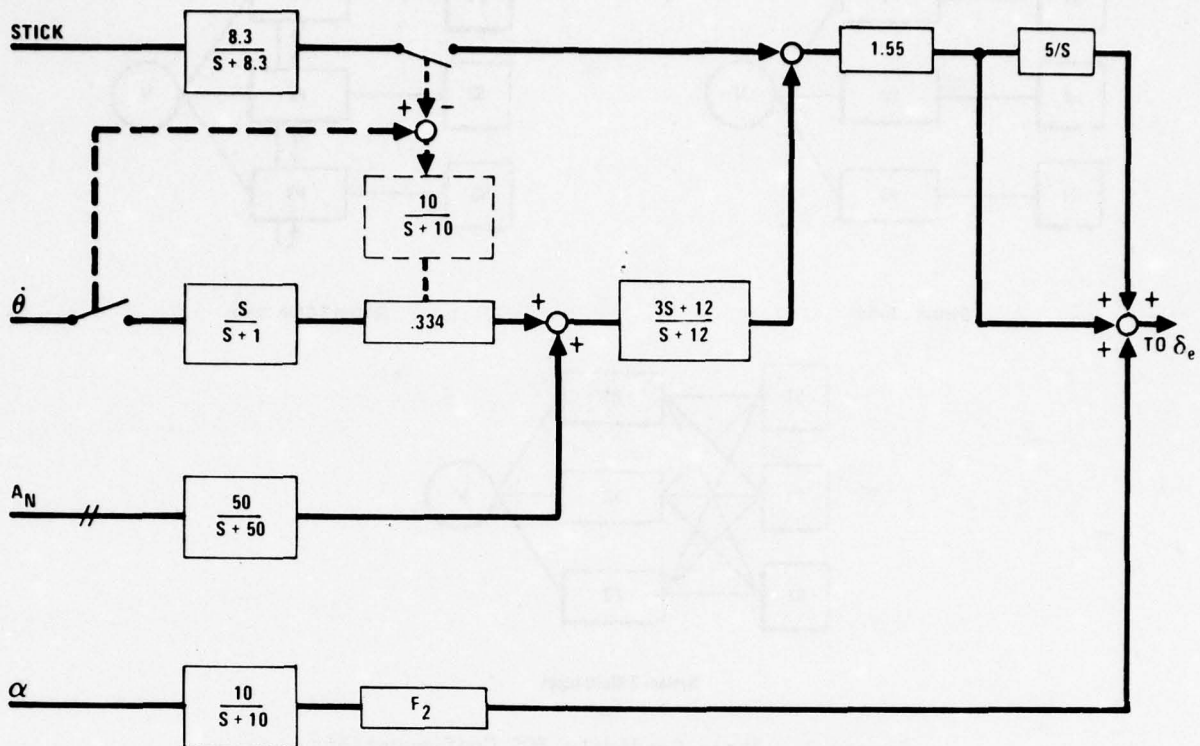 STICK
8.3
S + 8.3
1.55
5/S
+ −
10
S + 10
θ̇
S
S + 1
.334
+
+
3S + 12
S + 12
+ +
+
TO δe
AN
50
S + 50
α
10
S + 10
F2